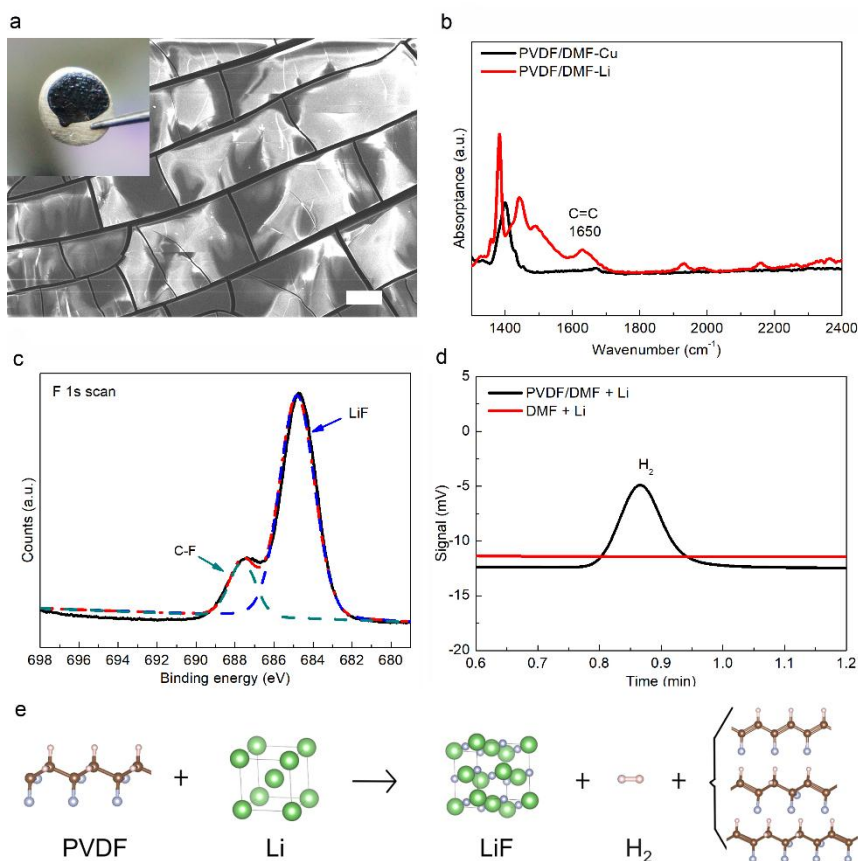 a
b
PVDF/DMF-Cu
PVDF/DMF-Li
C=C
1650
Absorptance (a.u.)
1400 1600 1800 2000 2200 2400
Wavenumber (cm⁻¹)
c
F 1s scan
LiF
C-F
Counts (a.u.)
698 696 694 692 690 688 686 684 682 680
Binding energy (eV)
d
5
0
-5
-10
-15
-20
PVDF/DMF + Li
DMF + Li
H₂
Signal (mV)
0.6 0.7 0.8 0.9 1.0 1.1 1.2
Time (min)
e
+ + +
PVDF Li LiF H₂